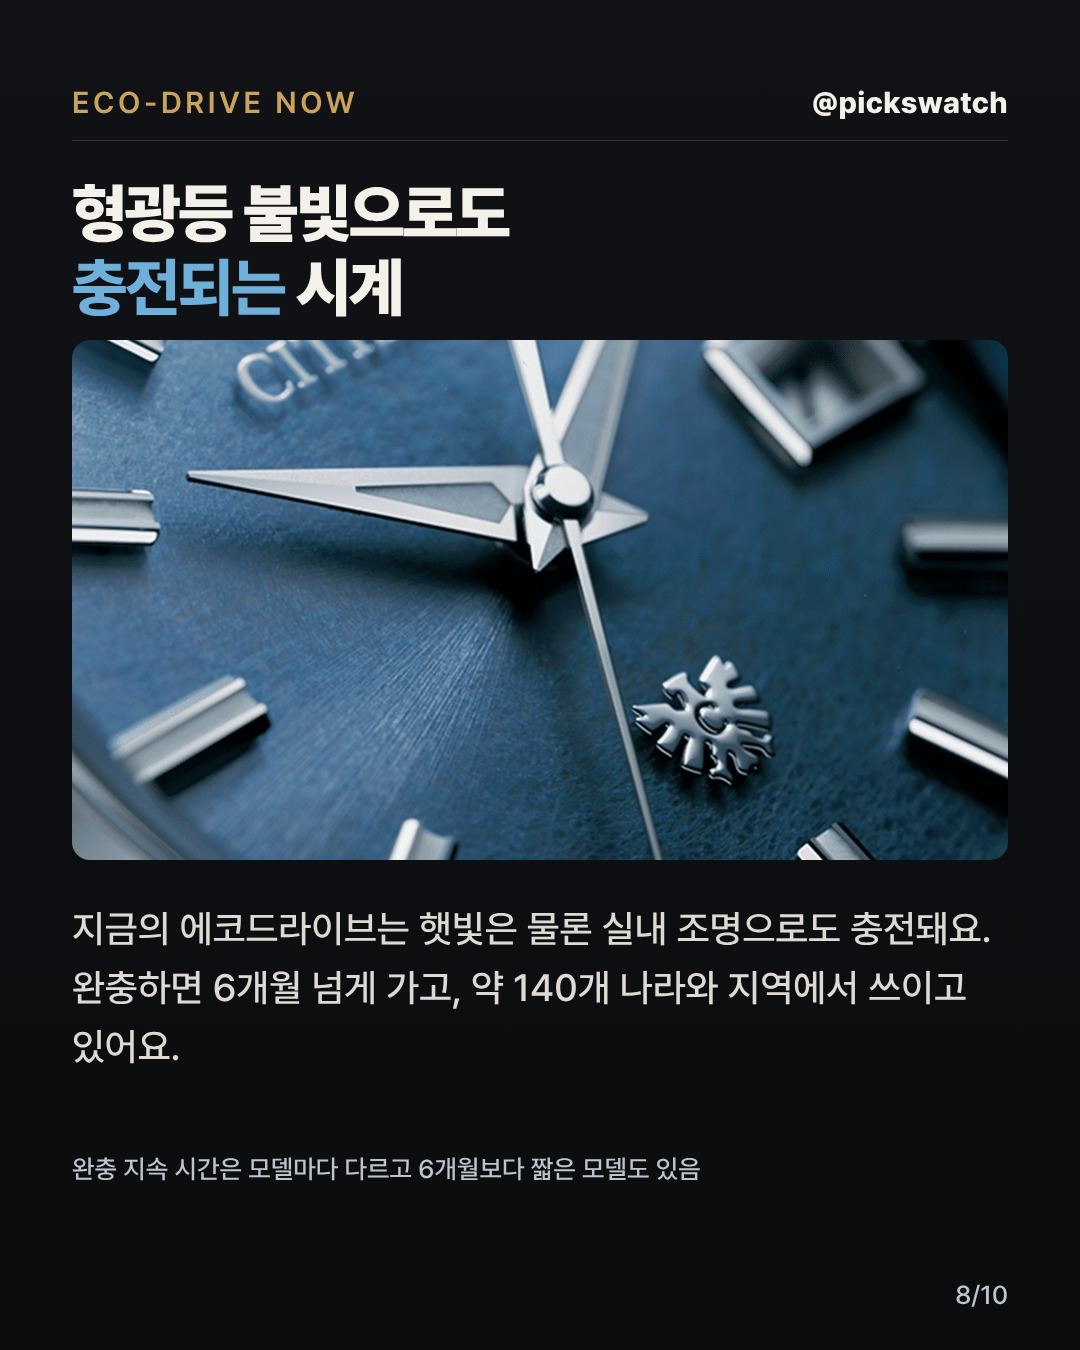 ECO-DRIVE NOW
@pickswatch
형광등 불빛으로도
충전되는 시계
지금의 에코드라이브는 햇빛은 물론 실내 조명으로도 충전돼요.
완충하면 6개월 넘게 가고, 약 140개 나라와 지역에서 쓰이고
있어요.
완충 지속 시간은 모델마다 다르고 6개월보다 짧은 모델도 있음
8/10